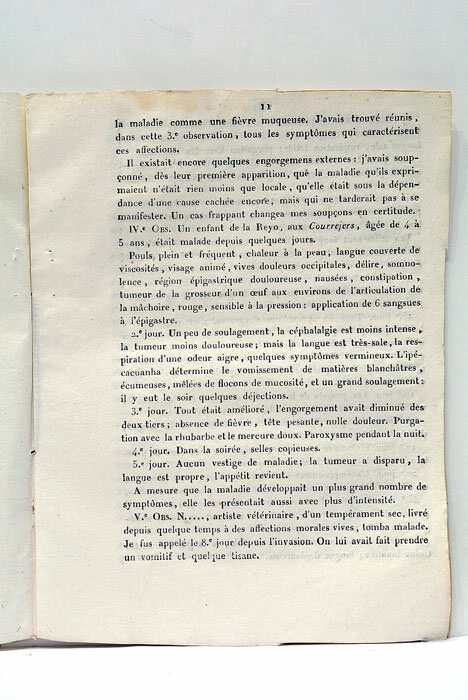 11
la maladie comme une fièvre muqueuse. J'avais trouvé réunis,
dans cette 3.e observation, tous les symptômes qui caractérisent
ces affections.
Il existait encore quelques engorgemens externes : j'avais soup-
çonné, dès leur première apparition, que la maladie qu'ils expri-
maient n'était rien moins que locale, qu'elle était sous la dépen-
dance d'une cause cachée encore, mais qui ne tarderait pas à se
manifester. Un cas frappant changea mes soupçons en certitude.
IV.e Obs. Un enfant de la Reyo, aux Courrejers, âgée de 4 à
5 ans, était malade depuis quelques jours.
Pouls plein et fréquent, chaleur à la peau, langue couverte de
viscosités, visage animé, vives douleurs occipitales, délire, somno-
lence, région épigastrique douloureuse, nausées, constipation,
tumeur de la grosseur d'un œuf aux environs de l'articulation de
la mâchoire, rouge, sensible à la pression : application de 6 sangsues
à l'épigastre.
2.e jour. Un peu de soulagement, la céphalalgie est moins intense,
la tumeur moins douloureuse; mais la langue est très-sale, la res-
piration d'une odeur aigre, quelques symptômes vermineux. L'ipé-
cacuanha détermine le vomissement de matières blanchâtres,
écumeuses, mêlées de flocons de mucosité, et un grand soulagement:
il y eut le soir quelques déjections.
3.e jour. Tout était amélioré, l'engorgement avait diminué des
deux tiers; absence de fièvre, tête pesante, nulle douleur. Purga-
tion avec la rhubarbe et le mercure doux. Paroxysme pendant la nuit.
4.e jour. Dans la soirée, selles copieuses.
5.e jour. Aucun vestige de maladie; la tumeur a disparu, la
langue est propre, l'appétit revient.
A mesure que la maladie développait un plus grand nombre de
symptômes, elle les présentait aussi avec plus d'intensité.
V.e Obs. N....., artiste vétérinaire, d'un tempérament sec, livré
depuis quelque temps à des affections morales vives, tomba malade.
Je fus appelé le 8.e jour depuis l'invasion. On lui avait fait prendre
un vomitif et quelque tisane.